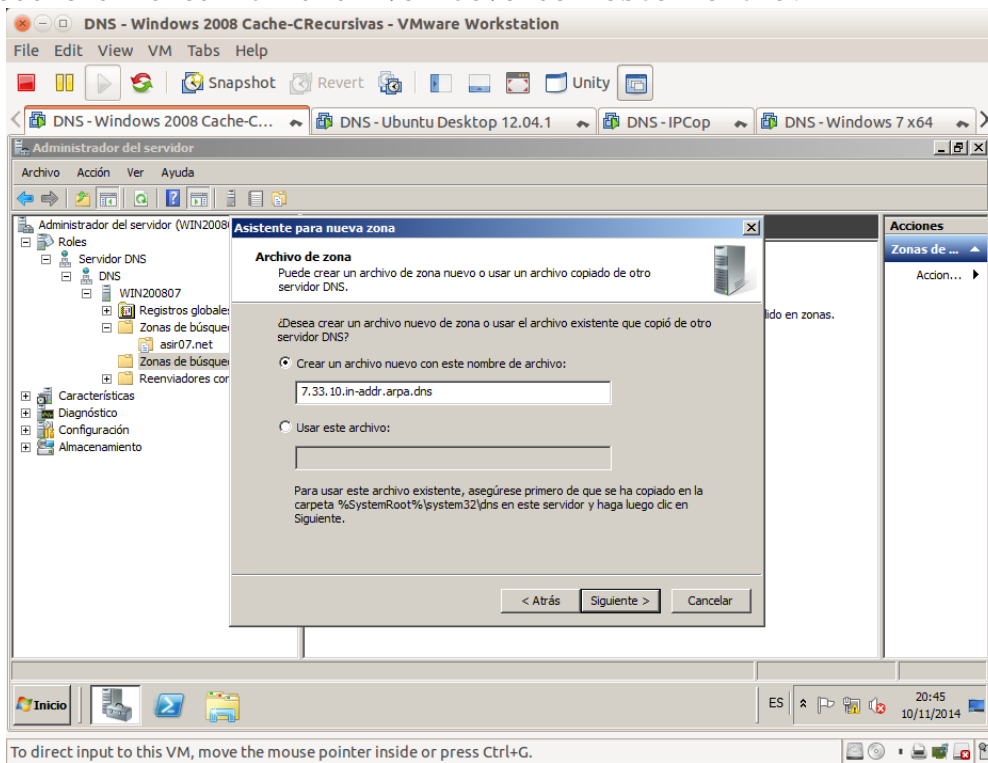 DNS - Windows 2008 Cache-CRecursivas - VMware Workstation
File Edit View VM Tabs Help
Snapshot Revert Unity
DNS - Windows 2008 Cache-C... DNS - Ubuntu Desktop 12.04.1 DNS - IPCop DNS - Windows 7 x64
Administrador del servidor
Archivo Acción Ver Ayuda
Administrador del servidor (WIN2008
Roles
Servidor DNS
DNS
WIN200807
Registros globale
Zonas de búsque
asir07.net
Zonas de búsque
Reenviadores cor
Características
Diagnóstico
Configuración
Almacenamiento
Asistente para nueva zona
Archivo de zona
Puede crear un archivo de zona nuevo o usar un archivo copiado de otro
servidor DNS.
¿Desea crear un archivo nuevo de zona o usar el archivo existente que copió de otro
servidor DNS?
Crear un archivo nuevo con este nombre de archivo:
7.33.10.in-addr.arpa.dns
Usar este archivo:
Para usar este archivo existente, asegúrese primero de que se ha copiado en la
carpeta %SystemRoot%\system32\dns en este servidor y haga luego clic en
Siguiente.
< Atrás Siguiente > Cancelar
lido en zonas.
Acciones
Zonas de ...
Accion...
Inicio
ES
20:45
10/11/2014
To direct input to this VM, move the mouse pointer inside or press Ctrl+G.